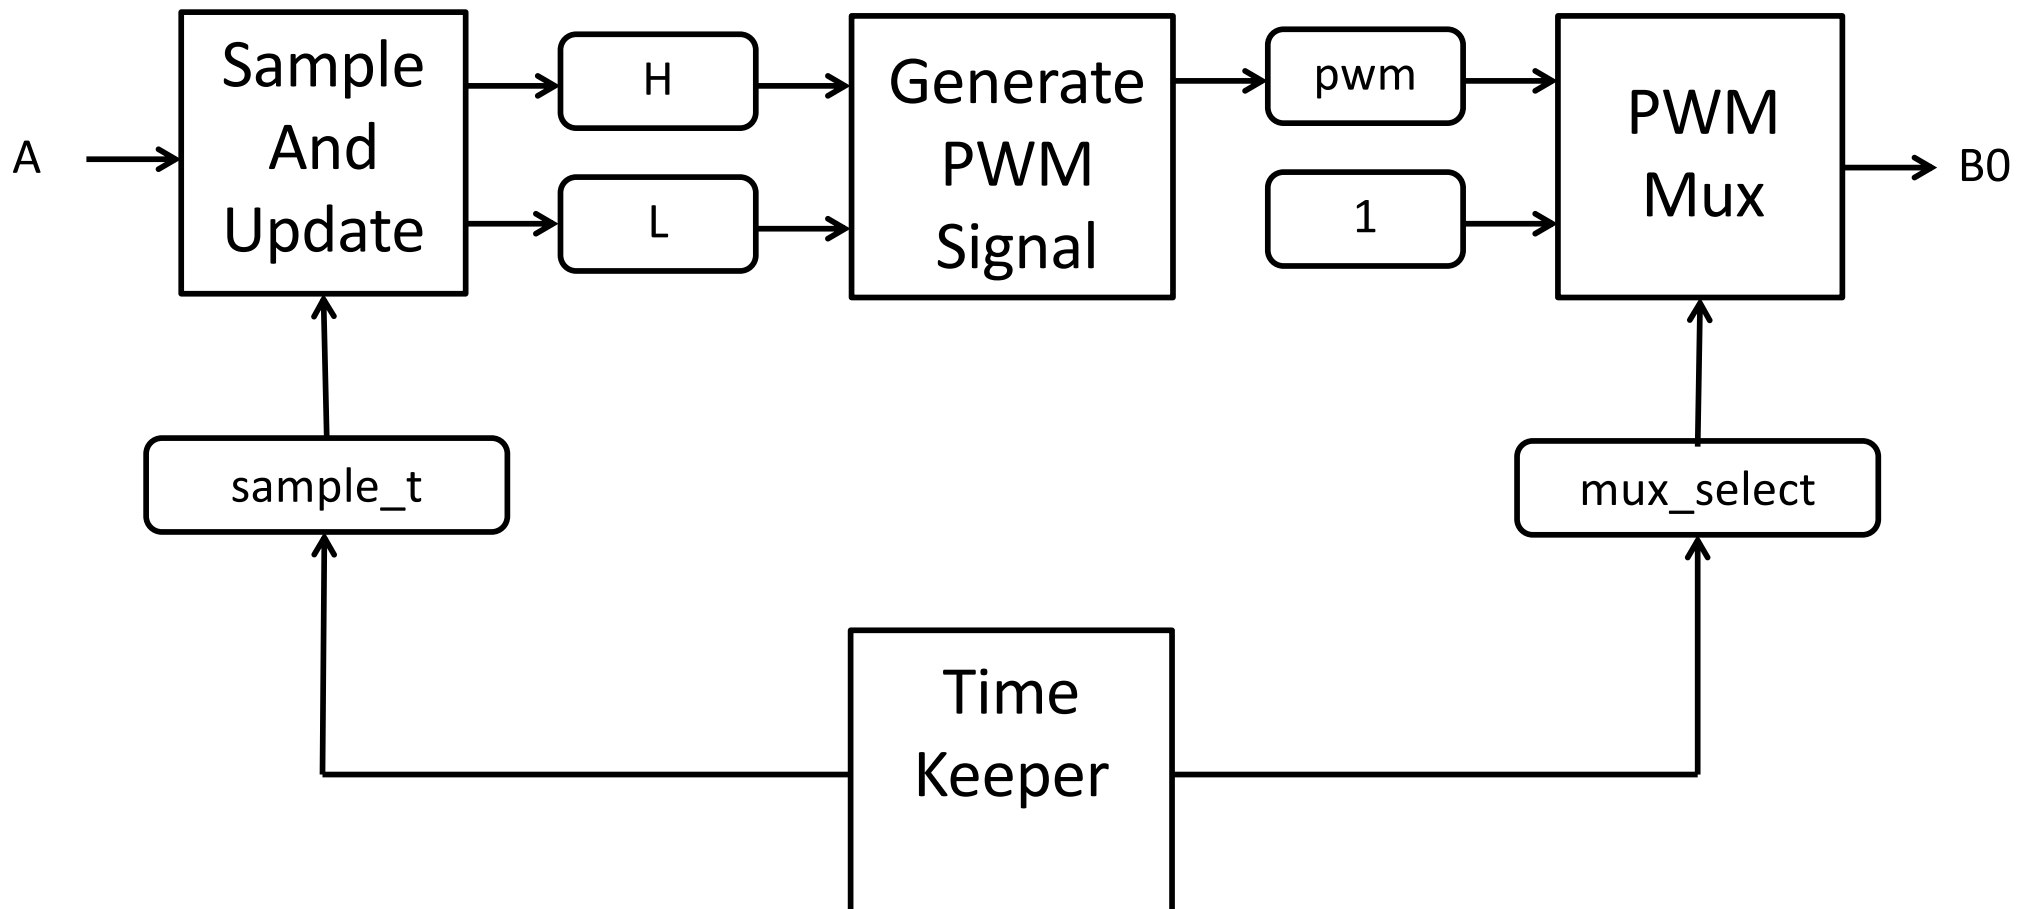 Sample
And
Update
H
L
Generate
PWM
Signal
pwm
1
PWM
Mux
A
B0
sample_t
mux_select
Time
Keeper